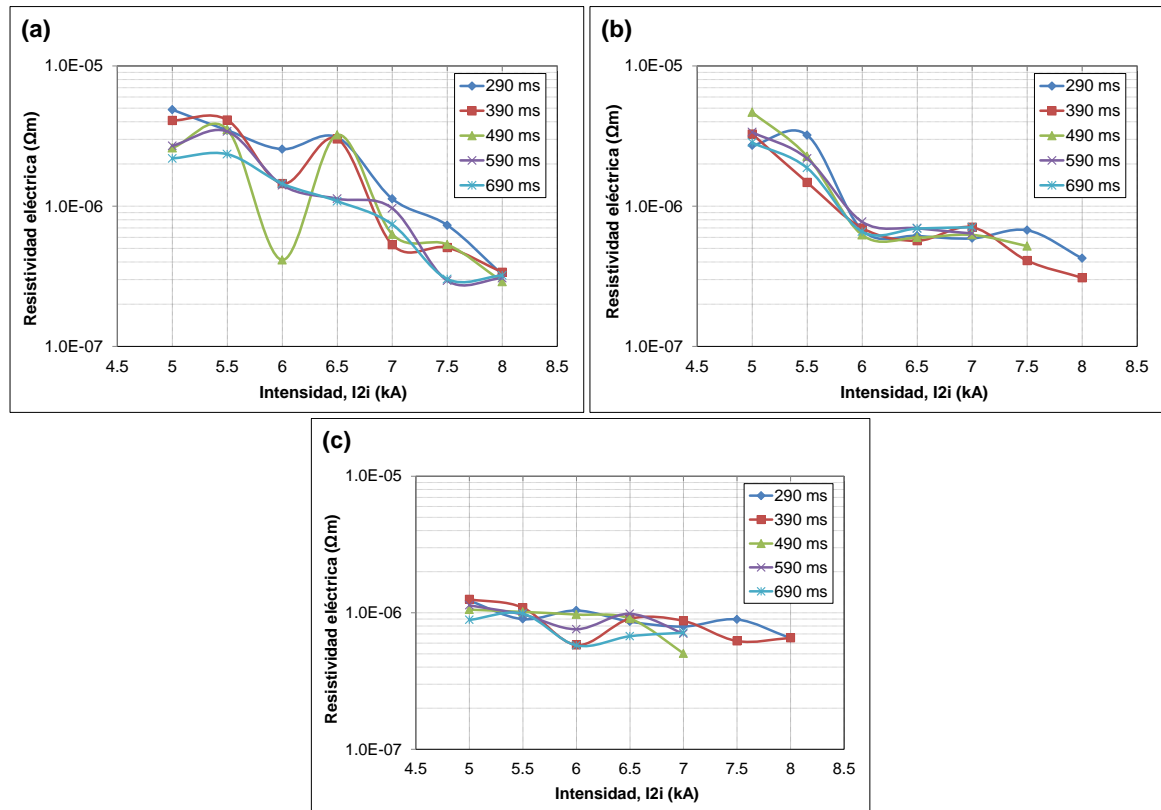 (a)
Resistividad eléctrica (Ωm)
1.0E-05
1.0E-06
1.0E-07
290 ms
390 ms
490 ms
590 ms
690 ms
4.5 5 5.5 6 6.5 7 7.5 8 8.5
Intensidad, I2i (kA)
(b)
Resistividad eléctrica (Ωm)
1.0E-05
1.0E-06
1.0E-07
290 ms
390 ms
490 ms
590 ms
690 ms
4.5 5 5.5 6 6.5 7 7.5 8 8.5
Intensidad, I2i (kA)
(c)
Resistividad eléctrica (Ωm)
1.0E-05
1.0E-06
1.0E-07
290 ms
390 ms
490 ms
590 ms
690 ms
4.5 5 5.5 6 6.5 7 7.5 8 8.5
Intensidad, I2i (kA)